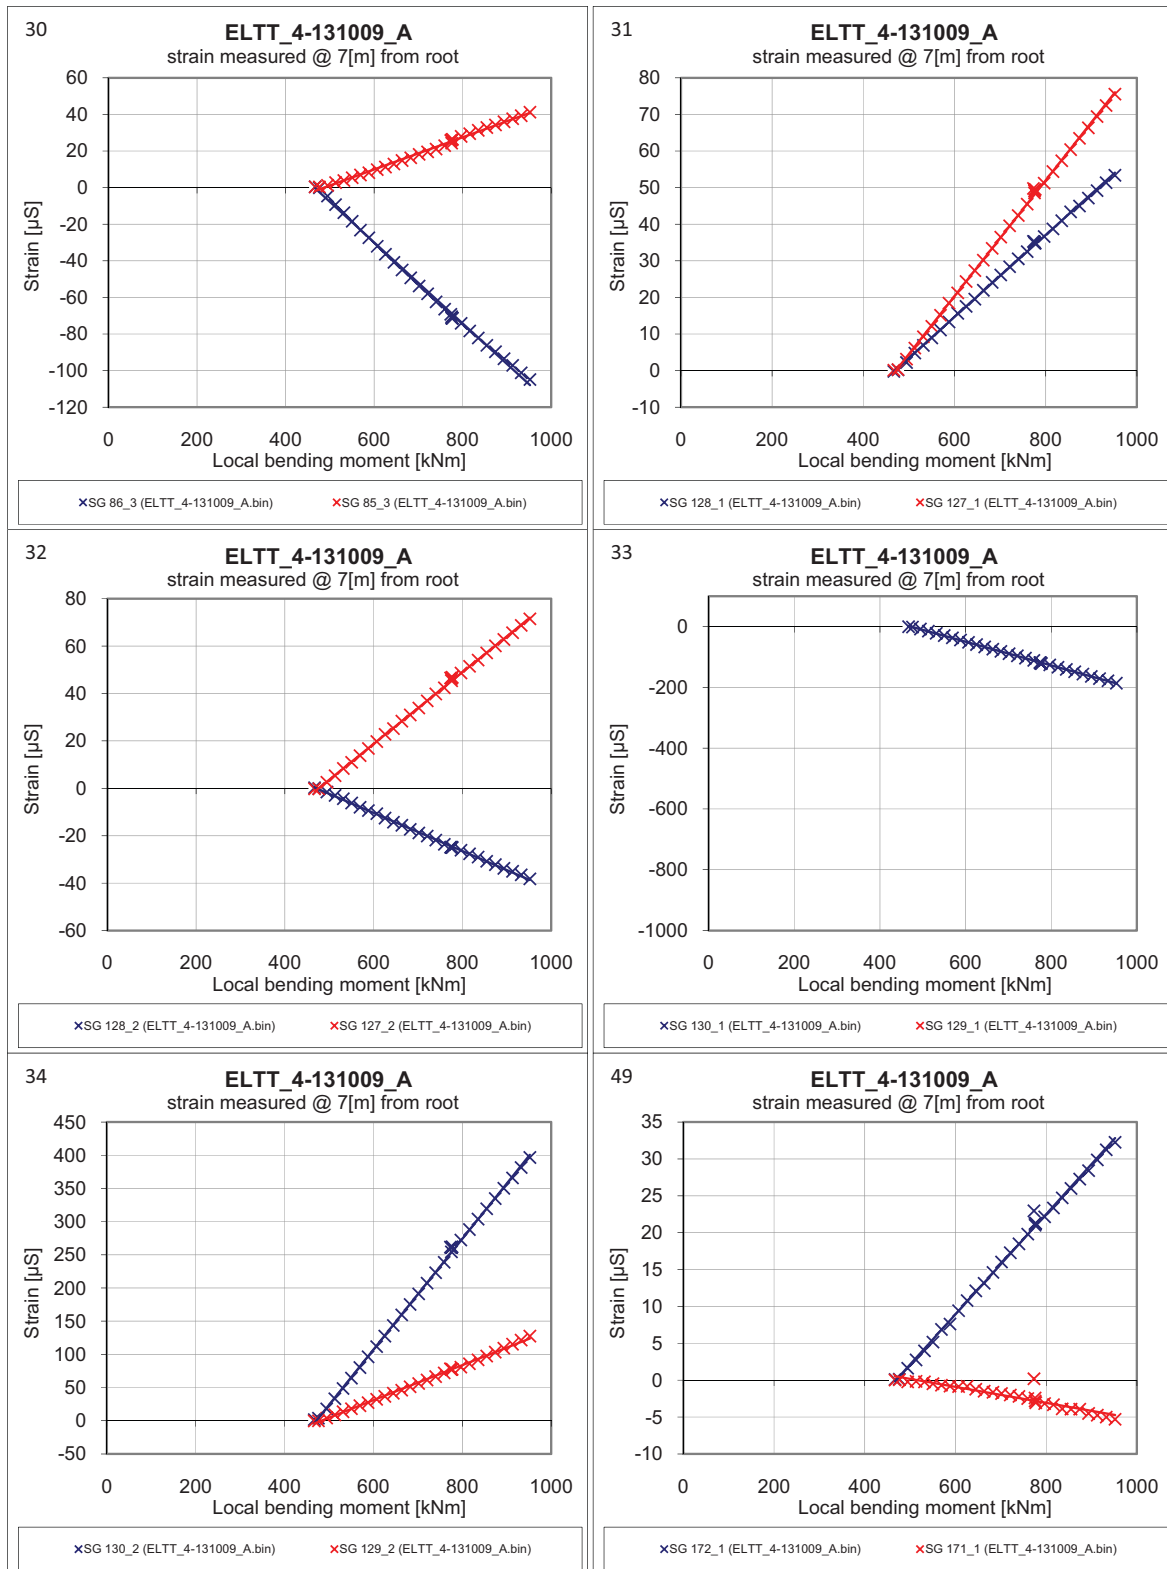 30
ELTT_4-131009_A
strain measured @ 7[m] from root
60
40
20
0
-20
-40
-60
-80
-100
-120
Strain [µS]
0 200 400 600 800 1000
Local bending moment [kNm]
SG 86_3 (ELTT_4-131009_A.bin) SG 85_3 (ELTT_4-131009_A.bin)
31
ELTT_4-131009_A
strain measured @ 7[m] from root
80
70
60
50
40
30
20
10
0
-10
Strain [µS]
0 200 400 600 800 1000
Local bending moment [kNm]
SG 128_1 (ELTT_4-131009_A.bin) SG 127_1 (ELTT_4-131009_A.bin)
32
ELTT_4-131009_A
strain measured @ 7[m] from root
80
60
40
20
0
-20
-40
-60
Strain [µS]
0 200 400 600 800 1000
Local bending moment [kNm]
SG 128_2 (ELTT_4-131009_A.bin) SG 127_2 (ELTT_4-131009_A.bin)
33
ELTT_4-131009_A
strain measured @ 7[m] from root
0
-200
-400
-600
-800
-1000
Strain [µS]
0 200 400 600 800 1000
Local bending moment [kNm]
SG 130_1 (ELTT_4-131009_A.bin) SG 129_1 (ELTT_4-131009_A.bin)
34
ELTT_4-131009_A
strain measured @ 7[m] from root
450
400
350
300
250
200
150
100
50
0
-50
Strain [µS]
0 200 400 600 800 1000
Local bending moment [kNm]
SG 130_2 (ELTT_4-131009_A.bin) SG 129_2 (ELTT_4-131009_A.bin)
49
ELTT_4-131009_A
strain measured @ 7[m] from root
35
30
25
20
15
10
5
0
-5
-10
Strain [µS]
0 200 400 600 800 1000
Local bending moment [kNm]
SG 172_1 (ELTT_4-131009_A.bin) SG 171_1 (ELTT_4-131009_A.bin)